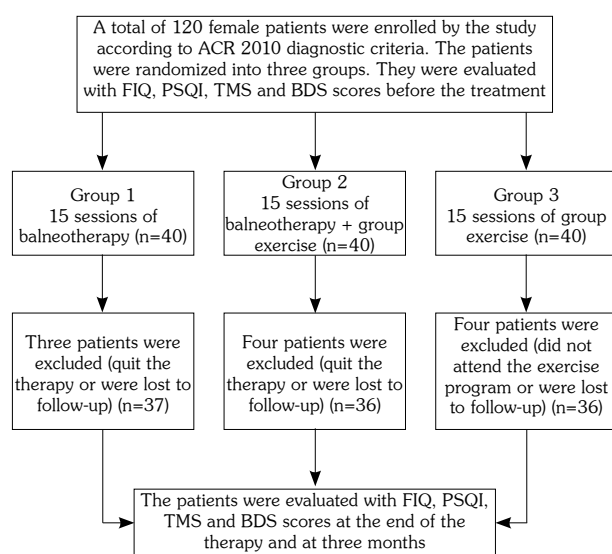 A total of 120 female patients were enrolled by the study
according to ACR 2010 diagnostic criteria. The patients
were randomized into three groups. They were evaluated
with FIQ, PSQI, TMS and BDS scores before the treatment
Group 1
15 sessions of
balneotherapy (n=40)
Group 2
15 sessions of
balneotherapy + group
exercise (n=40)
Group 3
15 sessions of group
exercise (n=40)
Three patients were
excluded (quit the
therapy or were lost to
follow-up) (n=37)
Four patients were
excluded (quit the
therapy or were lost to
follow-up) (n=36)
Four patients were
excluded (did not
attend the exercise
program or were lost
to follow-up) (n=36)
The patients were evaluated with FIQ, PSQI,
TMS and BDS scores at the end of the
therapy and at three months